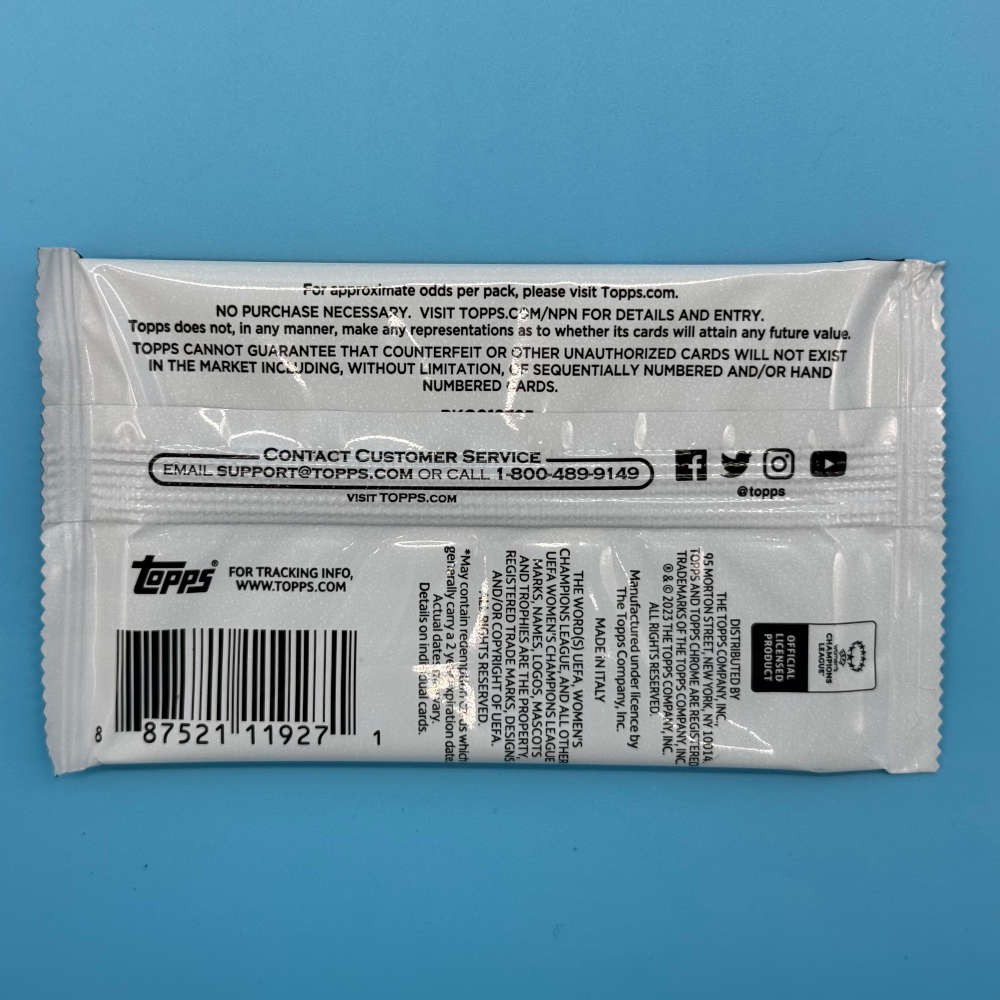 For approximate odds per pack, please visit Topps.com.
NO PURCHASE NECESSARY. VISIT TOPPS.COM/NPN FOR DETAILS AND ENTRY.
Topps does not, in any manner, make any representations as to whether its cards will attain any future value.
TOPPS CANNOT GUARANTEE THAT COUNTERFEIT OR OTHER UNAUTHORIZED CARDS WILL NOT EXIST
IN THE MARKET INCLUDING, WITHOUT LIMITATION, OF SEQUENTIALLY NUMBERED AND/OR HAND
NUMBERED CARDS.
CONTACT CUSTOMER SERVICE
EMAIL SUPPORT@TOPPS.COM OR CALL 1-800-489-9149
VISIT TOPPS.COM
@topps
topps®
FOR TRACKING INFO,
WWW.TOPPS.COM
8 87521 11927 1
UEFA
women's
CHAMPIONS
LEAGUE
OFFICIAL
LICENSED
PRODUCT
DISTRIBUTED BY
THE TOPPS COMPANY, INC.,
95 MORTON STREET, NEW YORK, NY 10014.
TOPPS AND TOPPS CHROME ARE REGISTERED
TRADEMARKS OF THE TOPPS COMPANY, INC.
® & © 2023 THE TOPPS COMPANY, INC.
ALL RIGHTS RESERVED.
Manufactured under licence by
The Topps Company, Inc.
MADE IN ITALY
THE WORD(S) UEFA, WOMEN'S
CHAMPIONS LEAGUE, AND ALL OTHER
UEFA WOMEN'S CHAMPIONS LEAGUE
MARKS, NAMES, LOGOS, MASCOTS
AND TROPHIES ARE THE PROPERTY,
REGISTERED TRADE MARKS, DESIGNS
AND/OR COPYRIGHT OF UEFA.
ALL RIGHTS RESERVED.
*May contain redemption cards which
generally carry a 2 year expiration date
Actual dates may vary.
Details on individual cards.